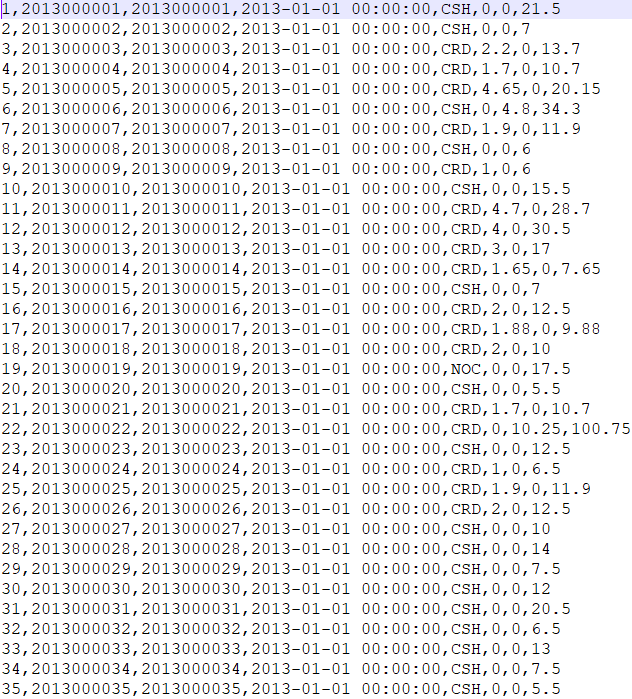 1,2013000001,2013000001,2013-01-01 00:00:00,CSH,0,0,21.5
2,2013000002,2013000002,2013-01-01 00:00:00,CSH,0,0,7
3,2013000003,2013000003,2013-01-01 00:00:00,CRD,2.2,0,13.7
4,2013000004,2013000004,2013-01-01 00:00:00,CRD,1.7,0,10.7
5,2013000005,2013000005,2013-01-01 00:00:00,CRD,4.65,0,20.15
6,2013000006,2013000006,2013-01-01 00:00:00,CSH,0,4.8,34.3
7,2013000007,2013000007,2013-01-01 00:00:00,CRD,1.9,0,11.9
8,2013000008,2013000008,2013-01-01 00:00:00,CSH,0,0,6
9,2013000009,2013000009,2013-01-01 00:00:00,CRD,1,0,6
10,2013000010,2013000010,2013-01-01 00:00:00,CSH,0,0,15.5
11,2013000011,2013000011,2013-01-01 00:00:00,CRD,4.7,0,28.7
12,2013000012,2013000012,2013-01-01 00:00:00,CRD,4,0,30.5
13,2013000013,2013000013,2013-01-01 00:00:00,CRD,3,0,17
14,2013000014,2013000014,2013-01-01 00:00:00,CRD,1.65,0,7.65
15,2013000015,2013000015,2013-01-01 00:00:00,CSH,0,0,7
16,2013000016,2013000016,2013-01-01 00:00:00,CRD,2,0,12.5
17,2013000017,2013000017,2013-01-01 00:00:00,CRD,1.88,0,9.88
18,2013000018,2013000018,2013-01-01 00:00:00,CRD,2,0,10
19,2013000019,2013000019,2013-01-01 00:00:00,NOC,0,0,17.5
20,2013000020,2013000020,2013-01-01 00:00:00,CSH,0,0,5.5
21,2013000021,2013000021,2013-01-01 00:00:00,CRD,1.7,0,10.7
22,2013000022,2013000022,2013-01-01 00:00:00,CRD,0,10.25,100.75
23,2013000023,2013000023,2013-01-01 00:00:00,CSH,0,0,12.5
24,2013000024,2013000024,2013-01-01 00:00:00,CRD,1,0,6.5
25,2013000025,2013000025,2013-01-01 00:00:00,CRD,1.9,0,11.9
26,2013000026,2013000026,2013-01-01 00:00:00,CRD,2,0,12.5
27,2013000027,2013000027,2013-01-01 00:00:00,CSH,0,0,10
28,2013000028,2013000028,2013-01-01 00:00:00,CSH,0,0,14
29,2013000029,2013000029,2013-01-01 00:00:00,CSH,0,0,7.5
30,2013000030,2013000030,2013-01-01 00:00:00,CSH,0,0,12
31,2013000031,2013000031,2013-01-01 00:00:00,CSH,0,0,20.5
32,2013000032,2013000032,2013-01-01 00:00:00,CSH,0,0,6.5
33,2013000033,2013000033,2013-01-01 00:00:00,CSH,0,0,13
34,2013000034,2013000034,2013-01-01 00:00:00,CSH,0,0,7.5
35,2013000035,2013000035,2013-01-01 00:00:00,CSH,0,0,5.5